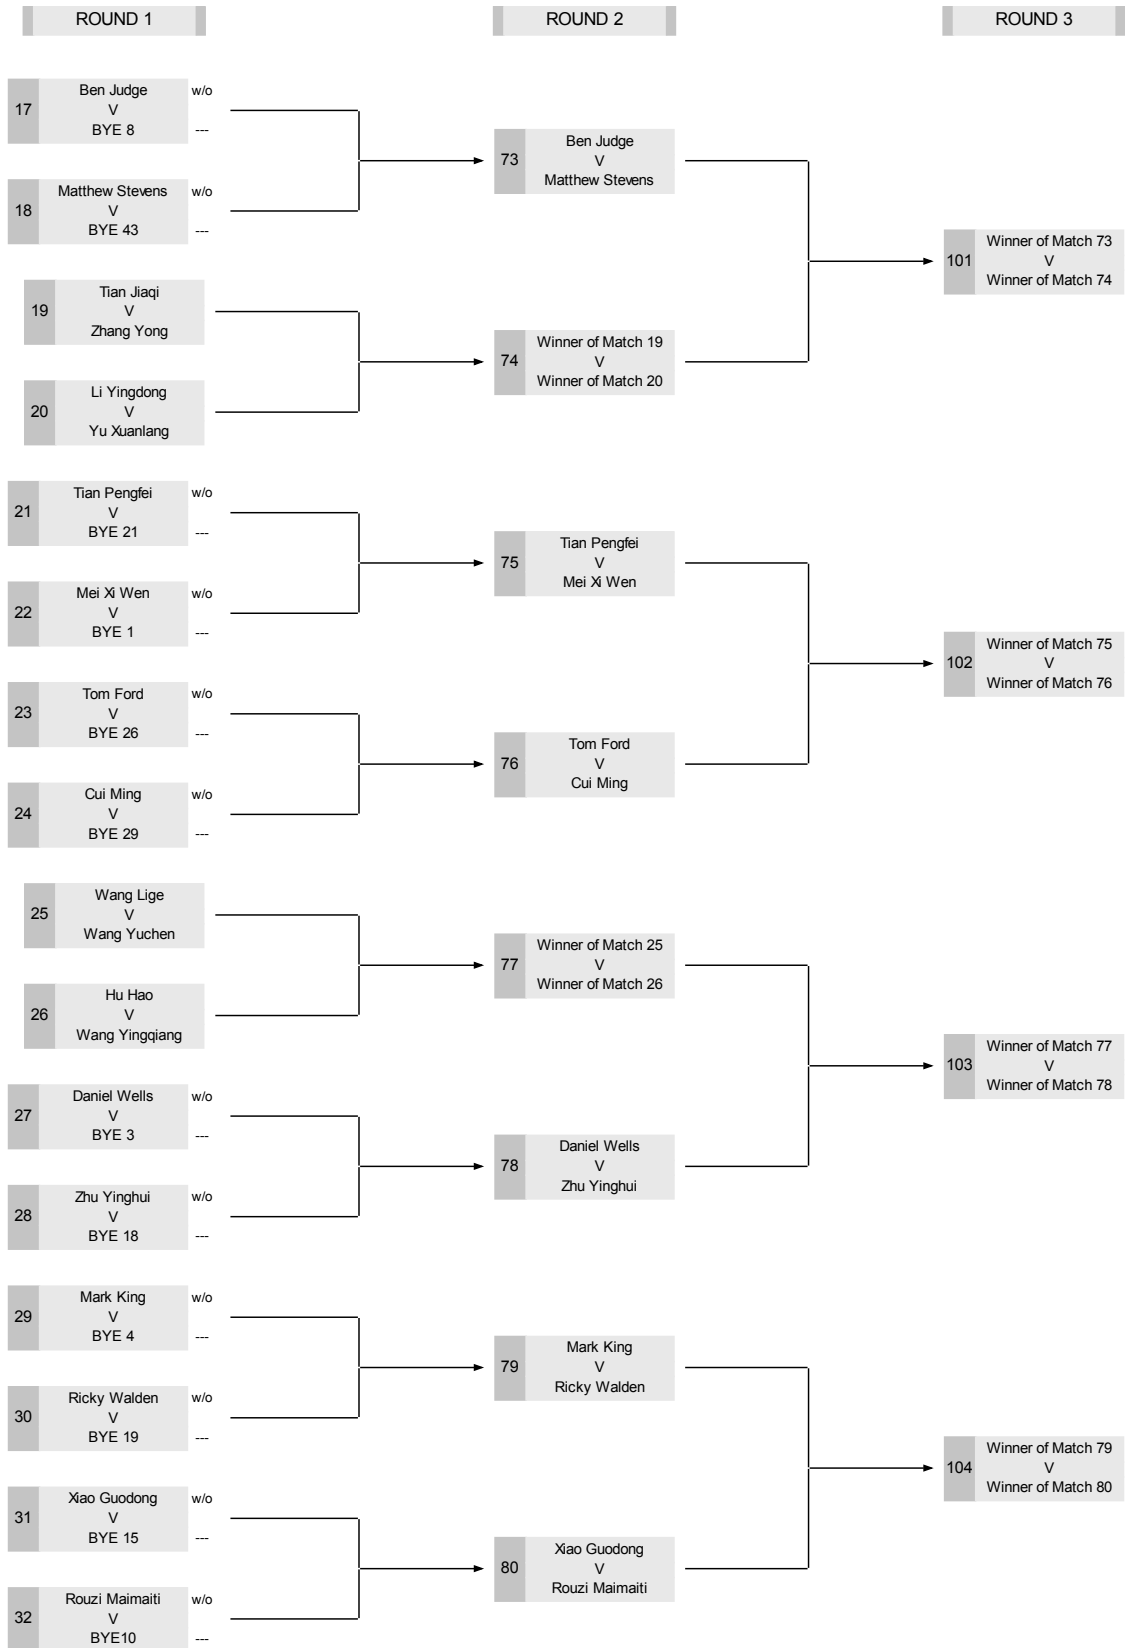 ROUND 1
ROUND 2
ROUND 3
17
Ben Judge
w/o
V
BYE 8
---
18
Matthew Stevens
w/o
V
BYE 43
---
19
Tian Jiaqi
V
Zhang Yong
20
Li Yingdong
V
Yu Xuanlang
21
Tian Pengfei
w/o
V
BYE 21
---
22
Mei Xi Wen
w/o
V
BYE 1
---
23
Tom Ford
w/o
V
BYE 26
---
24
Cui Ming
w/o
V
BYE 29
---
25
Wang Lige
V
Wang Yuchen
26
Hu Hao
V
Wang Yingqiang
27
Daniel Wells
w/o
V
BYE 3
---
28
Zhu Yinghui
w/o
V
BYE 18
---
29
Mark King
w/o
V
BYE 4
---
30
Ricky Walden
w/o
V
BYE 19
---
31
Xiao Guodong
w/o
V
BYE 15
---
32
Rouzi Maimaiti
w/o
V
BYE10
---
73
Ben Judge
V
Matthew Stevens
74
Winner of Match 19
V
Winner of Match 20
75
Tian Pengfei
V
Mei Xi Wen
76
Tom Ford
V
Cui Ming
77
Winner of Match 25
V
Winner of Match 26
78
Daniel Wells
V
Zhu Yinghui
79
Mark King
V
Ricky Walden
80
Xiao Guodong
V
Rouzi Maimaiti
101
Winner of Match 73
V
Winner of Match 74
102
Winner of Match 75
V
Winner of Match 76
103
Winner of Match 77
V
Winner of Match 78
104
Winner of Match 79
V
Winner of Match 80